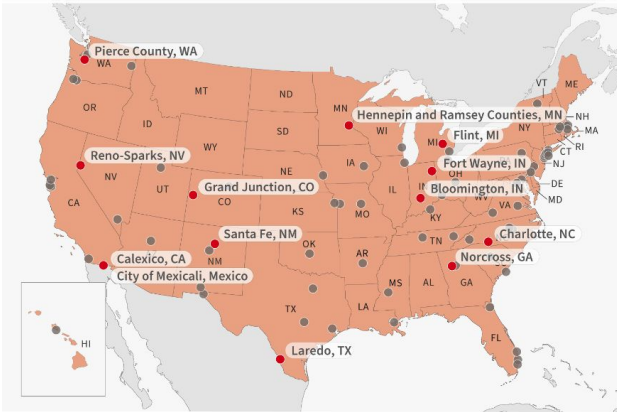 VT
ME
Pierce County, WA
WA
MT
ND
MN
OR
ID
NH
Hennepin and Ramsey Counties, MN
WI
NY
MA
SD
MI
Flint, MI
WY
RI
CT
Reno-Sparks, NV
IA
Fort Wayne, IN
NJ
NE
OH
NV
UT
Grand Junction, CO
IL
IN
Bloomington, IN
DE
CA
CO
WV
MD
KS
MO
KY
VA
Santa Fe, NM
Charlotte, NC
TN
OK
NM
AR
Calexico, CA
Norcross, GA
SC
City of Mexicali, Mexico
MS
AL
GA
TX
LA
FL
HI
Laredo, TX